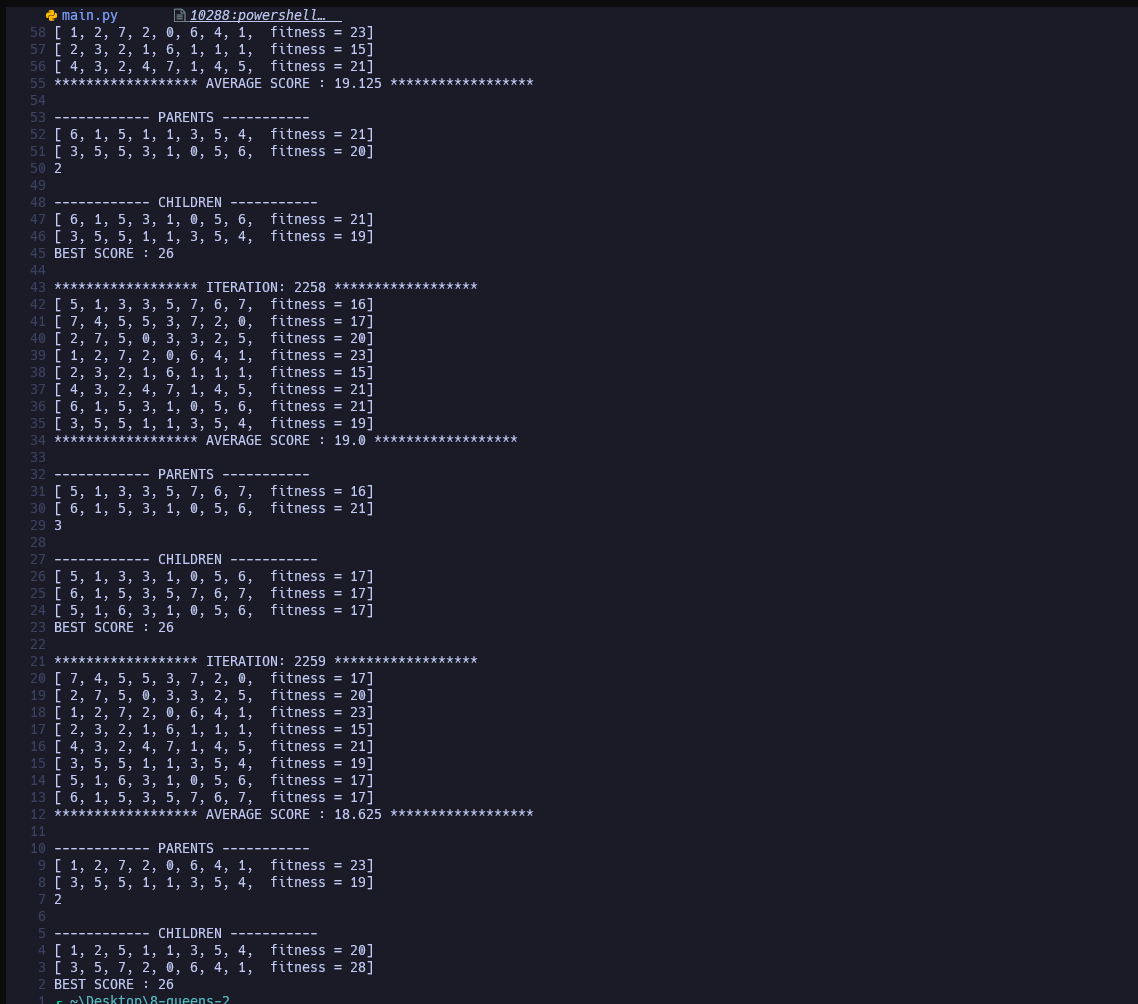 main.py 10288:powershell…
58 [ 1, 2, 7, 2, 0, 6, 4, 1,  fitness = 23]
57 [ 2, 3, 2, 1, 6, 1, 1, 1,  fitness = 15]
56 [ 4, 3, 2, 4, 7, 1, 4, 5,  fitness = 21]
55 ****************** AVERAGE SCORE : 19.125 ******************
54
53 ------------ PARENTS -----------
52 [ 6, 1, 5, 1, 1, 3, 5, 4,  fitness = 21]
51 [ 3, 5, 5, 3, 1, 0, 5, 6,  fitness = 20]
50 2
49
48 ------------ CHILDREN -----------
47 [ 6, 1, 5, 3, 1, 0, 5, 6,  fitness = 21]
46 [ 3, 5, 5, 1, 1, 3, 5, 4,  fitness = 19]
45 BEST SCORE : 26
44
43 ****************** ITERATION: 2258 ******************
42 [ 5, 1, 3, 3, 5, 7, 6, 7,  fitness = 16]
41 [ 7, 4, 5, 5, 3, 7, 2, 0,  fitness = 17]
40 [ 2, 7, 5, 0, 3, 3, 2, 5,  fitness = 20]
39 [ 1, 2, 7, 2, 0, 6, 4, 1,  fitness = 23]
38 [ 2, 3, 2, 1, 6, 1, 1, 1,  fitness = 15]
37 [ 4, 3, 2, 4, 7, 1, 4, 5,  fitness = 21]
36 [ 6, 1, 5, 3, 1, 0, 5, 6,  fitness = 21]
35 [ 3, 5, 5, 1, 1, 3, 5, 4,  fitness = 19]
34 ****************** AVERAGE SCORE : 19.0 ******************
33
32 ------------ PARENTS -----------
31 [ 5, 1, 3, 3, 5, 7, 6, 7,  fitness = 16]
30 [ 6, 1, 5, 3, 1, 0, 5, 6,  fitness = 21]
29 3
28
27 ------------ CHILDREN -----------
26 [ 5, 1, 3, 3, 1, 0, 5, 6,  fitness = 17]
25 [ 6, 1, 5, 3, 5, 7, 6, 7,  fitness = 17]
24 [ 5, 1, 6, 3, 1, 0, 5, 6,  fitness = 17]
23 BEST SCORE : 26
22
21 ****************** ITERATION: 2259 ******************
20 [ 7, 4, 5, 5, 3, 7, 2, 0,  fitness = 17]
19 [ 2, 7, 5, 0, 3, 3, 2, 5,  fitness = 20]
18 [ 1, 2, 7, 2, 0, 6, 4, 1,  fitness = 23]
17 [ 2, 3, 2, 1, 6, 1, 1, 1,  fitness = 15]
16 [ 4, 3, 2, 4, 7, 1, 4, 5,  fitness = 21]
15 [ 3, 5, 5, 1, 1, 3, 5, 4,  fitness = 19]
14 [ 5, 1, 6, 3, 1, 0, 5, 6,  fitness = 17]
13 [ 6, 1, 5, 3, 5, 7, 6, 7,  fitness = 17]
12 ****************** AVERAGE SCORE : 18.625 ******************
11
10 ------------ PARENTS -----------
9 [ 1, 2, 7, 2, 0, 6, 4, 1,  fitness = 23]
8 [ 3, 5, 5, 1, 1, 3, 5, 4,  fitness = 19]
7 2
6
5 ------------ CHILDREN -----------
4 [ 1, 2, 5, 1, 1, 3, 5, 4,  fitness = 20]
3 [ 3, 5, 7, 2, 0, 6, 4, 1,  fitness = 28]
2 BEST SCORE : 26
1 ┌ ~\Desktop\8-queens-2